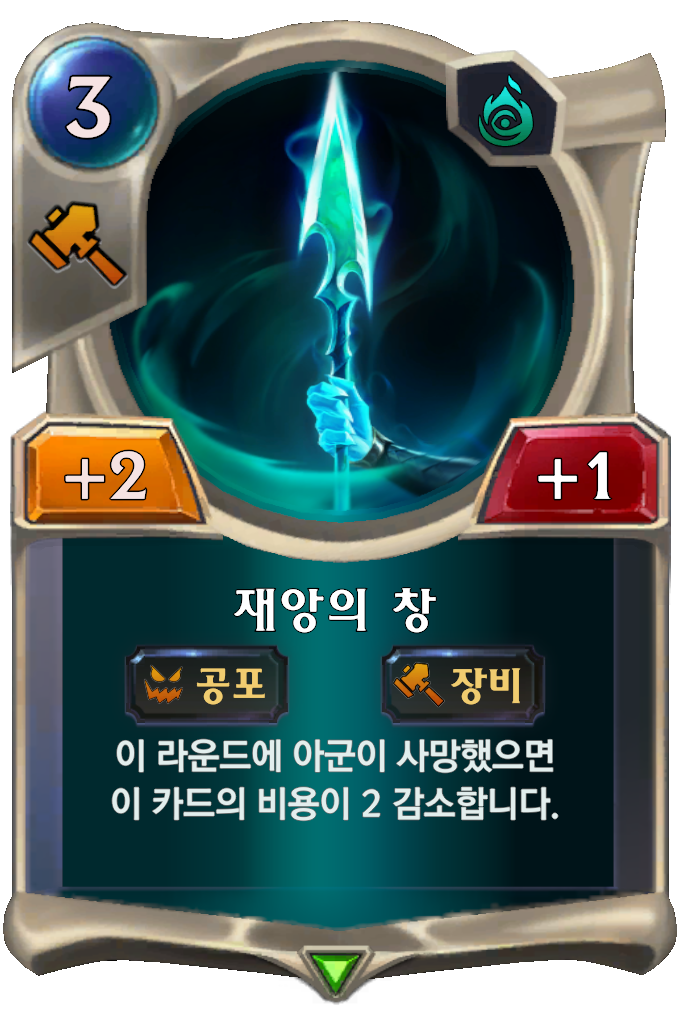 3
+2
+1
재앙의 창
공포
장비
이 라운드에 아군이 사망했으면
이 카드의 비용이 2 감소합니다.